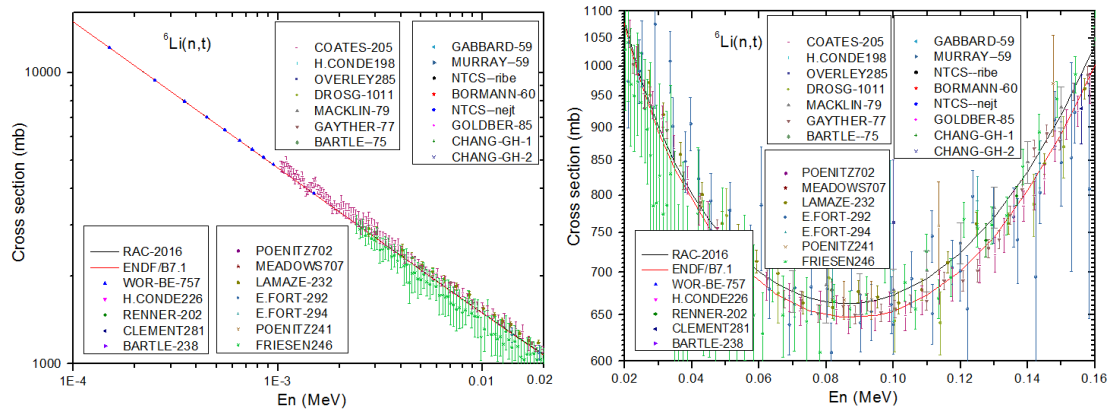 ⁶Li(n,t)
COATES-205
H.CONDE198
OVERLEY285
DROSG-1011
MACKLIN-79
GAYTHER-77
BARTLE--75
GABBARD-59
MURRAY--59
NTCS--ribe
BORMANN-60
NTCS--nejt
GOLDBER-85
CHANG-GH-1
CHANG-GH-2
RAC-2016
ENDF/B7.1
WOR-BE-757
H.CONDE226
RENNER-202
CLEMENT281
BARTLE-238
POENITZ702
MEADOWS707
LAMAZE-232
E.FORT-292
E.FORT-294
POENITZ241
FRIESEN246
Cross section (mb)
10000
1000
1E-4
1E-3
0.01
0.02
En (MeV)
⁶Li(n,t)
COATES-205
H.CONDE198
OVERLEY285
DROSG-1011
MACKLIN-79
GAYTHER-77
BARTLE--75
GABBARD-59
MURRAY--59
NTCS--ribe
BORMANN-60
NTCS--nejt
GOLDBER-85
CHANG-GH-1
CHANG-GH-2
POENITZ702
MEADOWS707
LAMAZE-232
E.FORT-292
E.FORT-294
POENITZ241
FRIESEN246
RAC-2016
ENDF/B7.1
WOR-BE-757
H.CONDE226
RENNER-202
CLEMENT281
BARTLE-238
Cross section (mb)
1100
1050
1000
950
900
850
800
750
700
650
600
0.02
0.04
0.06
0.08
0.10
0.12
0.14
0.16
En (MeV)